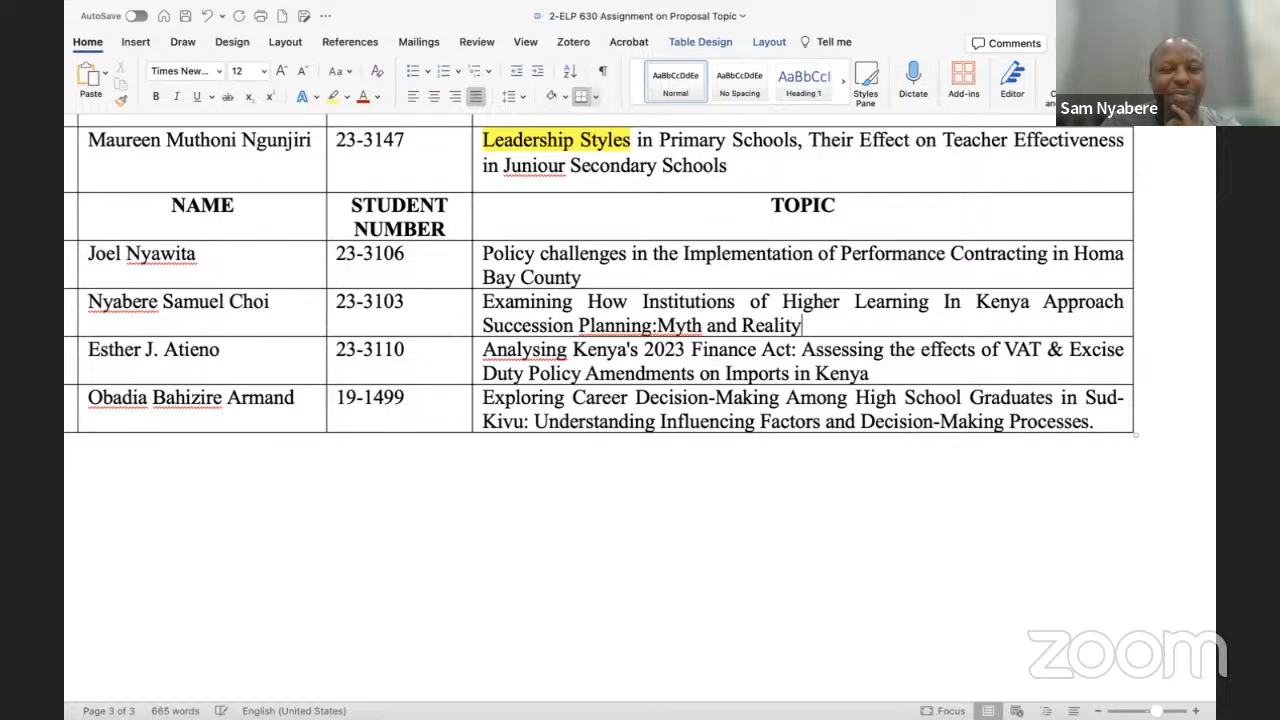 AutoSave
2-ELP 630 Assignment on Proposal Topic
Home Insert Draw Design Layout References Mailings Review View Zotero Acrobat Table Design Layout Tell me
Comments
Paste
Times New... 12
AaBbCcDdEe AaBbCcDdEe AaBbCcI
Normal No Spacing Heading 1
Styles Pane
Dictate
Add-ins
Editor
Sam Nyabere
Maureen Muthoni Ngunjiri 23-3147 Leadership Styles in Primary Schools, Their Effect on Teacher Effectiveness
in Juniour Secondary Schools
NAME STUDENT TOPIC
NUMBER
Joel Nyawita 23-3106 Policy challenges in the Implementation of Performance Contracting in Homa
Bay County
Nyabere Samuel Choi 23-3103 Examining How Institutions of Higher Learning In Kenya Approach
Succession Planning:Myth and Reality
Esther J. Atieno 23-3110 Analysing Kenya's 2023 Finance Act: Assessing the effects of VAT & Excise
Duty Policy Amendments on Imports in Kenya
Obadia Bahizire Armand 19-1499 Exploring Career Decision-Making Among High School Graduates in Sud-
Kivu: Understanding Influencing Factors and Decision-Making Processes.
zoom
Page 3 of 3 665 words English (United States) Focus